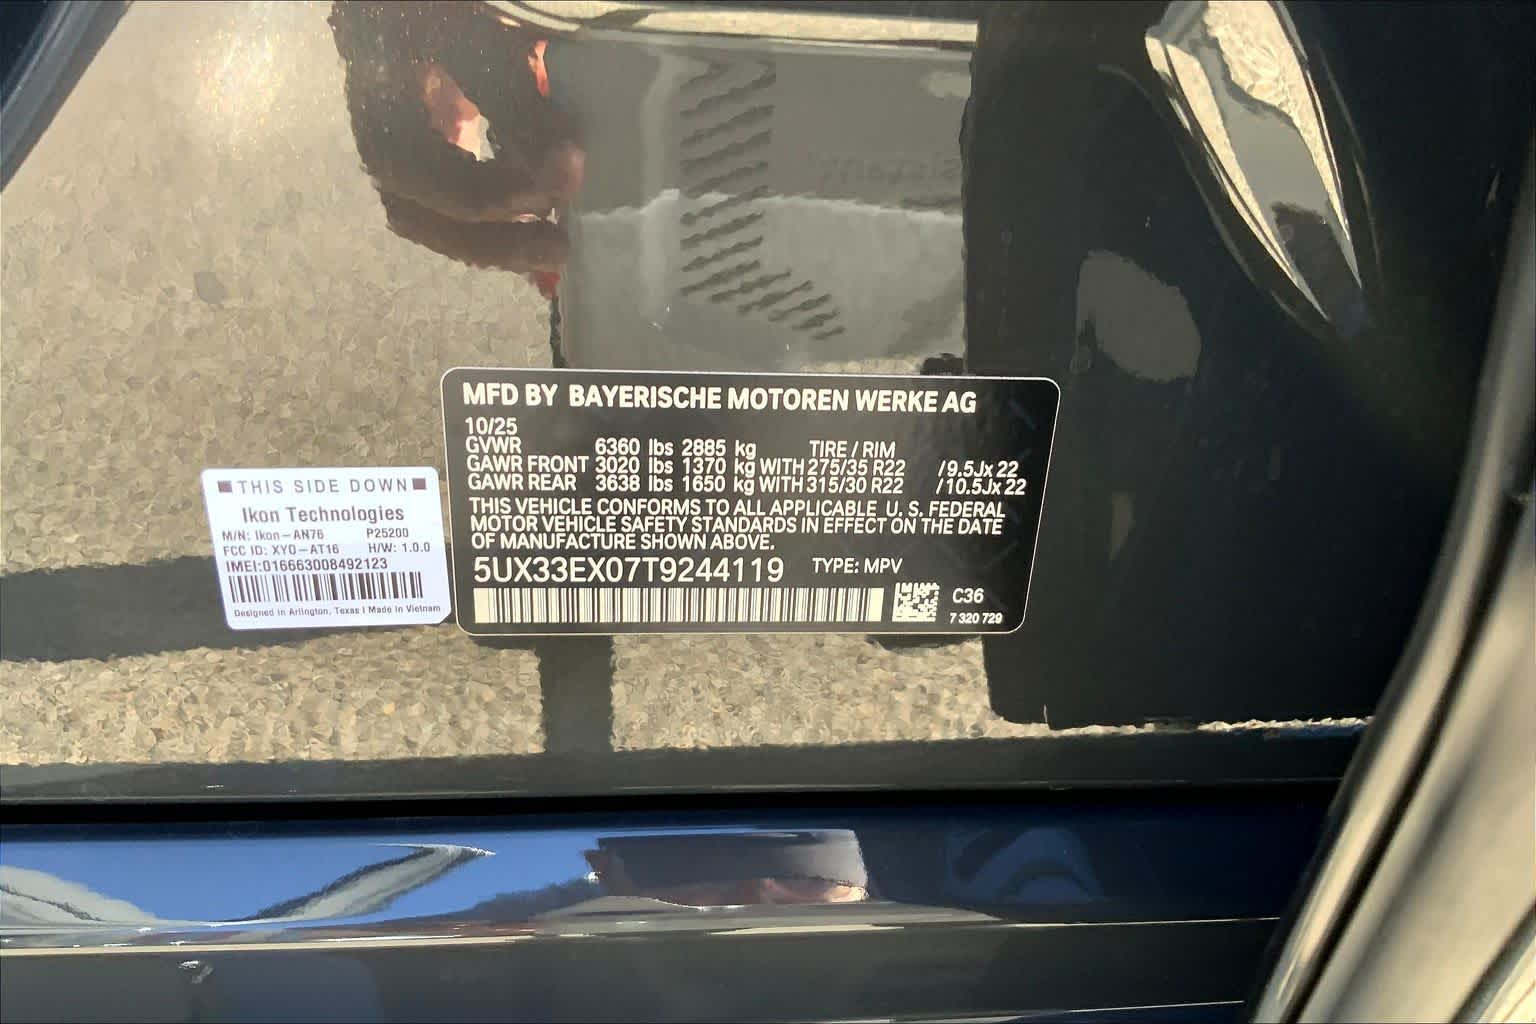 MFD BY BAYERISCHE MOTOREN WERKE AG
10/25
GVWR 6360 lbs 2885 kg TIRE / RIM
GAWR FRONT 3020 lbs 1370 kg WITH 275/35 R22 /9.5Jx 22
GAWR REAR 3638 lbs 1650 kg WITH 315/30 R22 /10.5Jx 22
THIS VEHICLE CONFORMS TO ALL APPLICABLE U. S. FEDERAL
MOTOR VEHICLE SAFETY STANDARDS IN EFFECT ON THE DATE
OF MANUFACTURE SHOWN ABOVE.
5UX33EX07T9244119 TYPE: MPV
C36
7 320 729
THIS SIDE DOWN
Ikon Technologies
M/N: Ikon-AN76 P25200
FCC ID: XYO-AT16 H/W: 1.0.0
IMEI:016663008492123
Designed in Arlington, Texas | Made in Vietnam